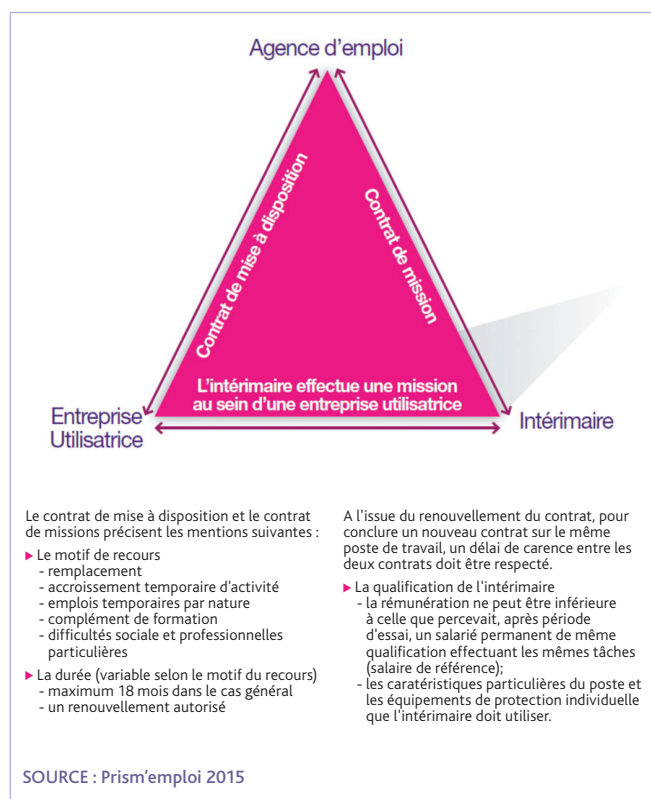 Agence d'emploi
Contrat de mise à disposition
Contrat de mission
L'intérimaire effectue une mission
au sein d'une entreprise utilisatrice
Entreprise
Utilisatrice
Intérimaire
Le contrat de mise à disposition et le contrat
de missions précisent les mentions suivantes :
▶ Le motif de recours
- remplacement
- accroissement temporaire d'activité
- emplois temporaires par nature
- complément de formation
- difficultés sociale et professionnelles
particulières
▶ La durée (variable selon le motif du recours)
- maximum 18 mois dans le cas général
- un renouvellement autorisé
A l'issue du renouvellement du contrat, pour
conclure un nouveau contrat sur le même
poste de travail, un délai de carence entre les
deux contrats doit être respecté.
▶ La qualification de l'intérimaire
- la rémunération ne peut être inférieure
à celle que percevait, après période
d'essai, un salarié permanent de même
qualification effectuant les mêmes tâches
(salaire de référence);
- les caratéristiques particulières du poste et
les équipements de protection individuelle
que l'intérimaire doit utiliser.
SOURCE : Prism'emploi 2015